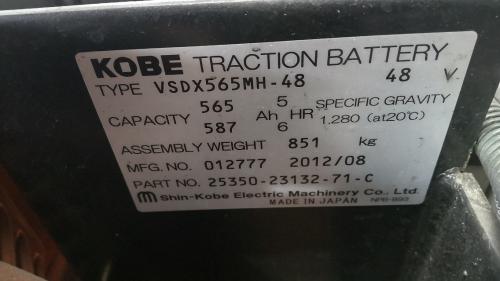 KOBE TRACTION BATTERY
TYPE VSDX565MH-48 48 V
CAPACITY 565 5 SPECIFIC GRAVITY
587 Ah 6 HR 1.280 (at20℃)
ASSEMBLY WEIGHT 851 kg
MFG. NO. 012777 2012/08
PART NO. 25350-23132-71-C
Shin-Kobe Electric Machinery Co., Ltd.
MADE IN JAPAN